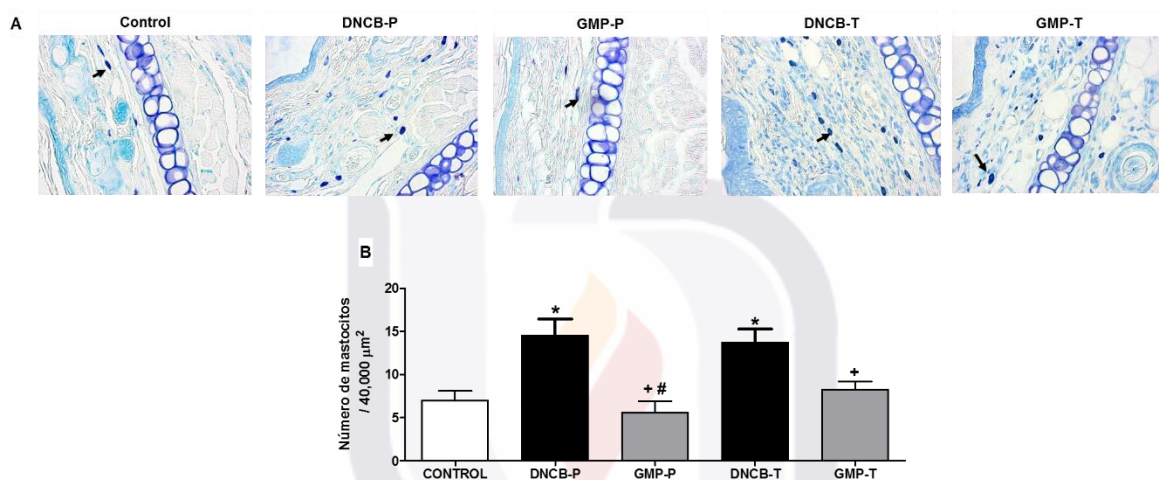 A
Control
DNCB-P
GMP-P
DNCB-T
GMP-T
B
Número de mastocitos
/ 40,000 μm²
20
15
10
5
0
*
+ #
*
+
CONTROL
DNCB-P
GMP-P
DNCB-T
GMP-T